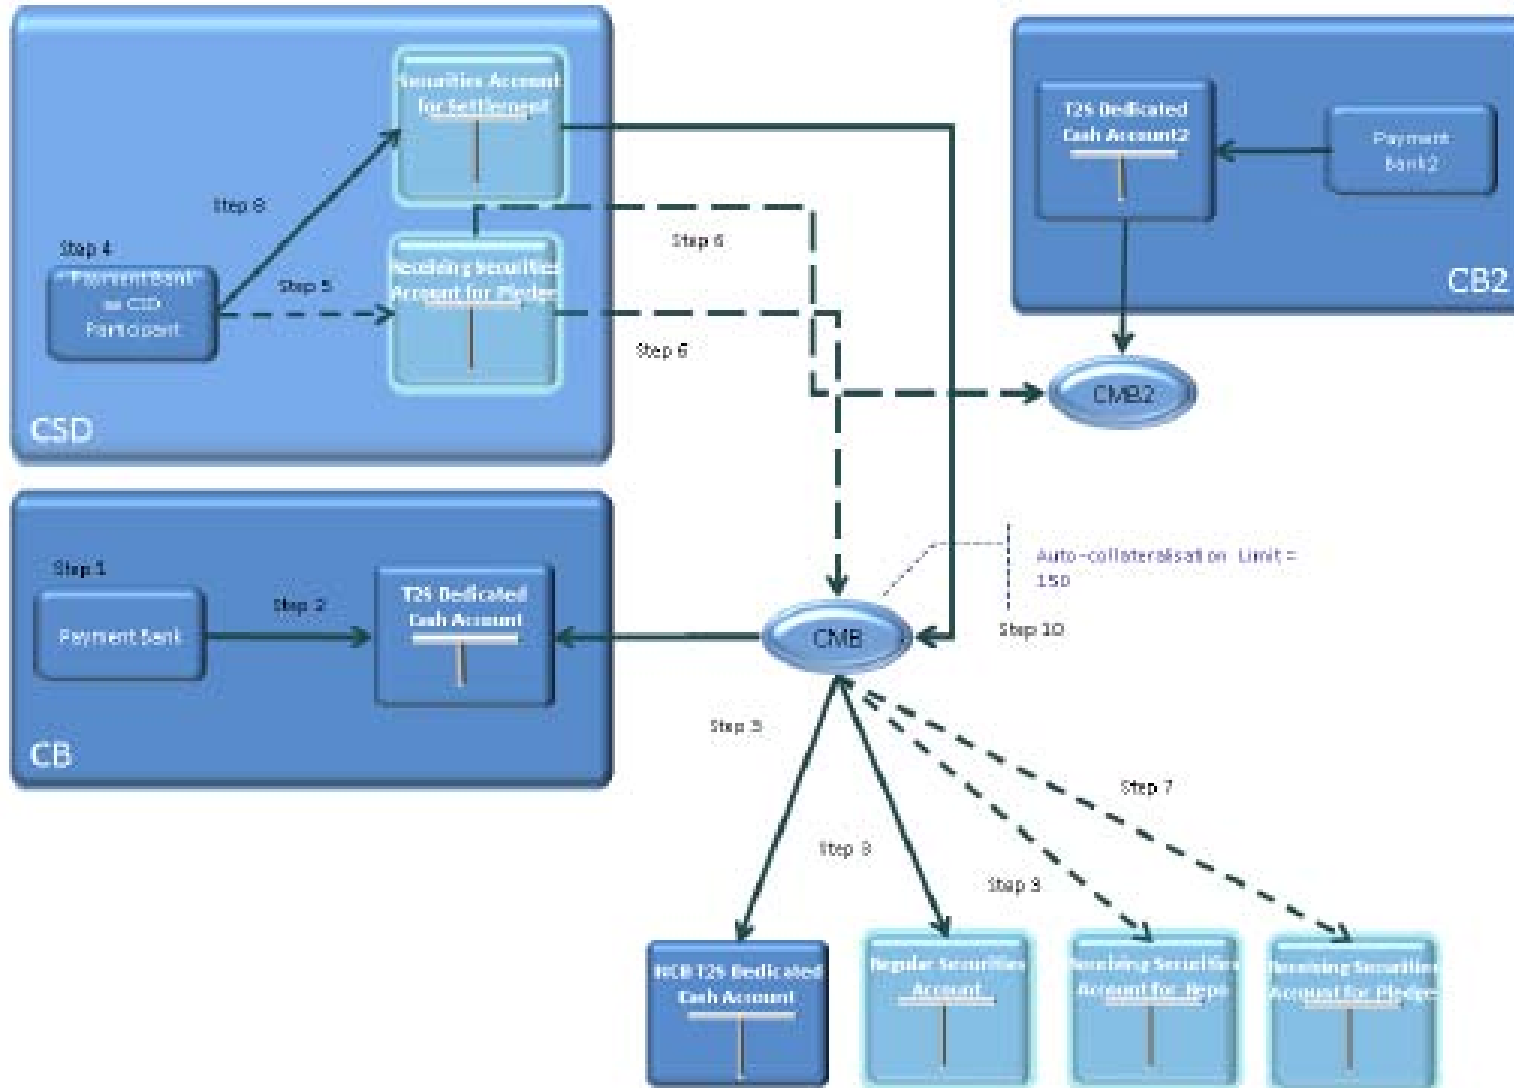 Securities Account
for Settlement
Step 8
Step 4
Payment Bank
as CSD
Participant
Step 5
Receiving Securities
Account for Pledge
Step 6
Step 6
CSD
T2S Dedicated
Cash Account2
Payment
Bank2
CB2
CMB2
Step 1
Payment Bank
Step 2
T2S Dedicated
Cash Account
CB
CMB
Auto-collateralisation Limit =
150
Step 10
Step 3
Step 3
Step 9
Step 7
NCB T2S Dedicated
Cash Account
Regular Securities
Account
Receiving Securities
Account for Repo
Receiving Securities
Account for Pledge